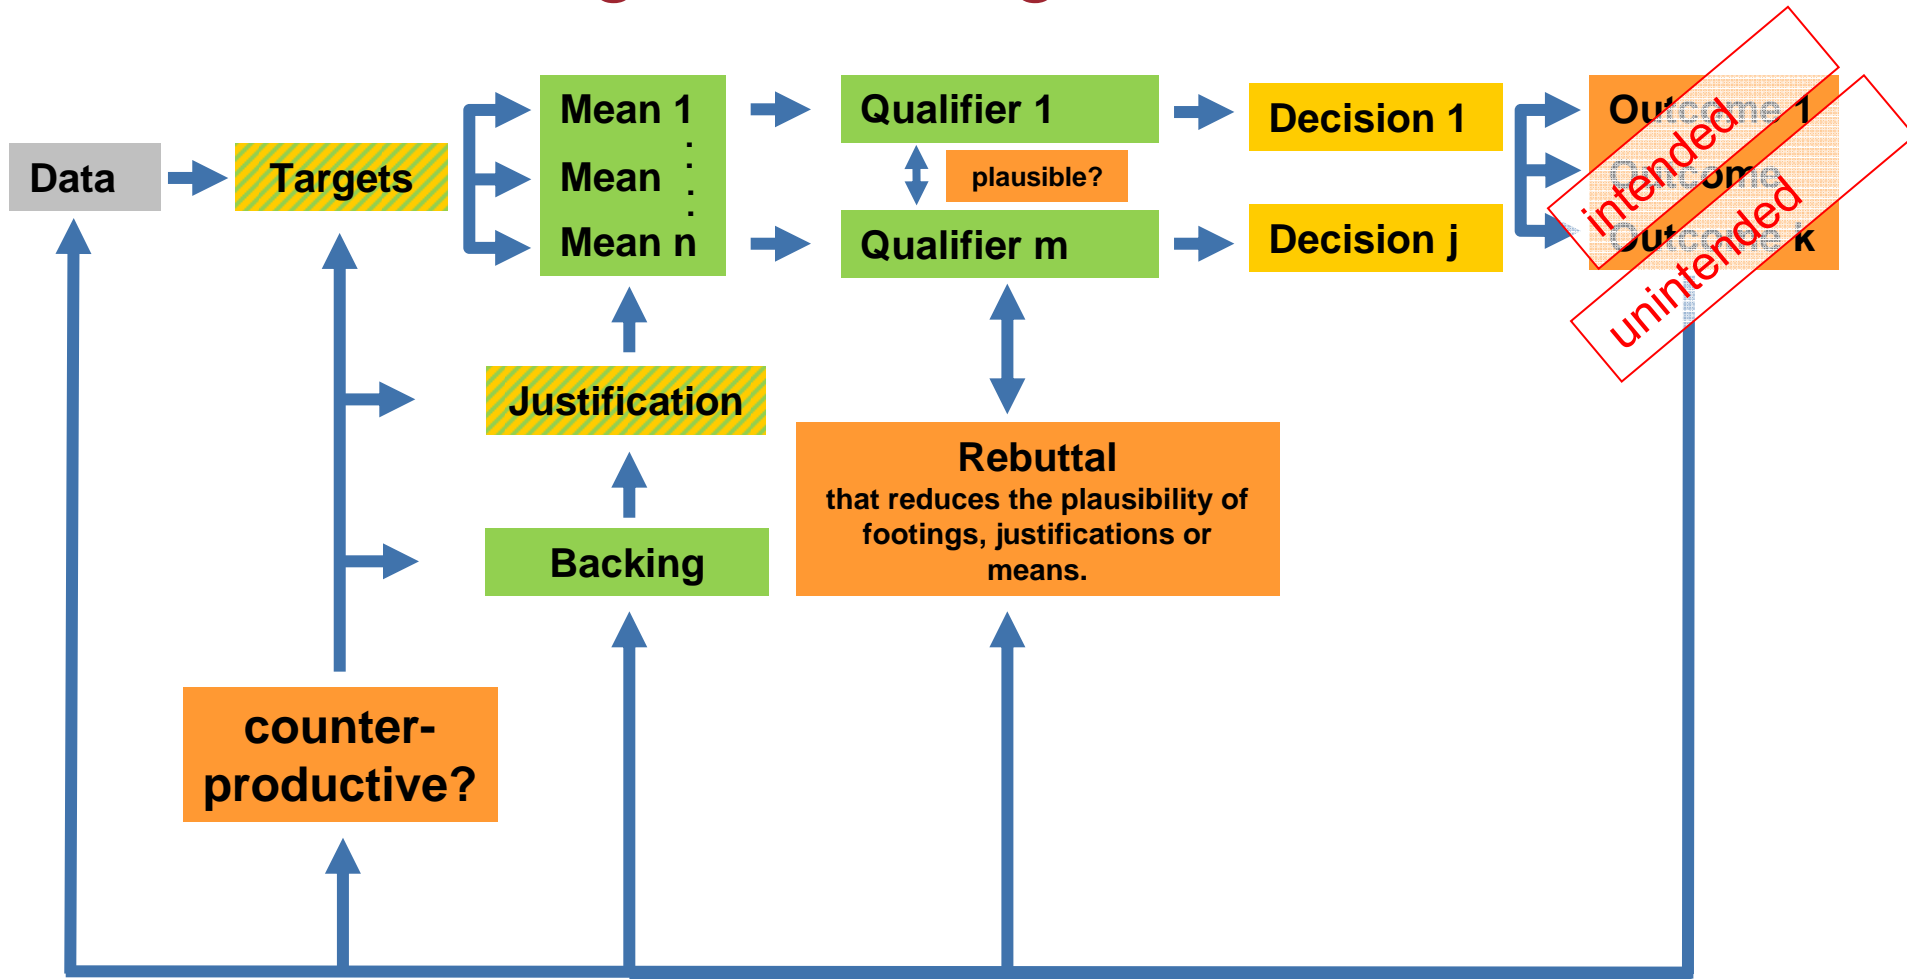 Data
Targets
Mean 1
Mean
Mean n
Qualifier 1
plausible?
Qualifier m
Decision 1
Decision j
Outcome 1
Outcome
Outcome k
intended
unintended
Justification
Backing
Rebuttal
that reduces the plausibility of
footings, justifications or
means.
counter-
productive?